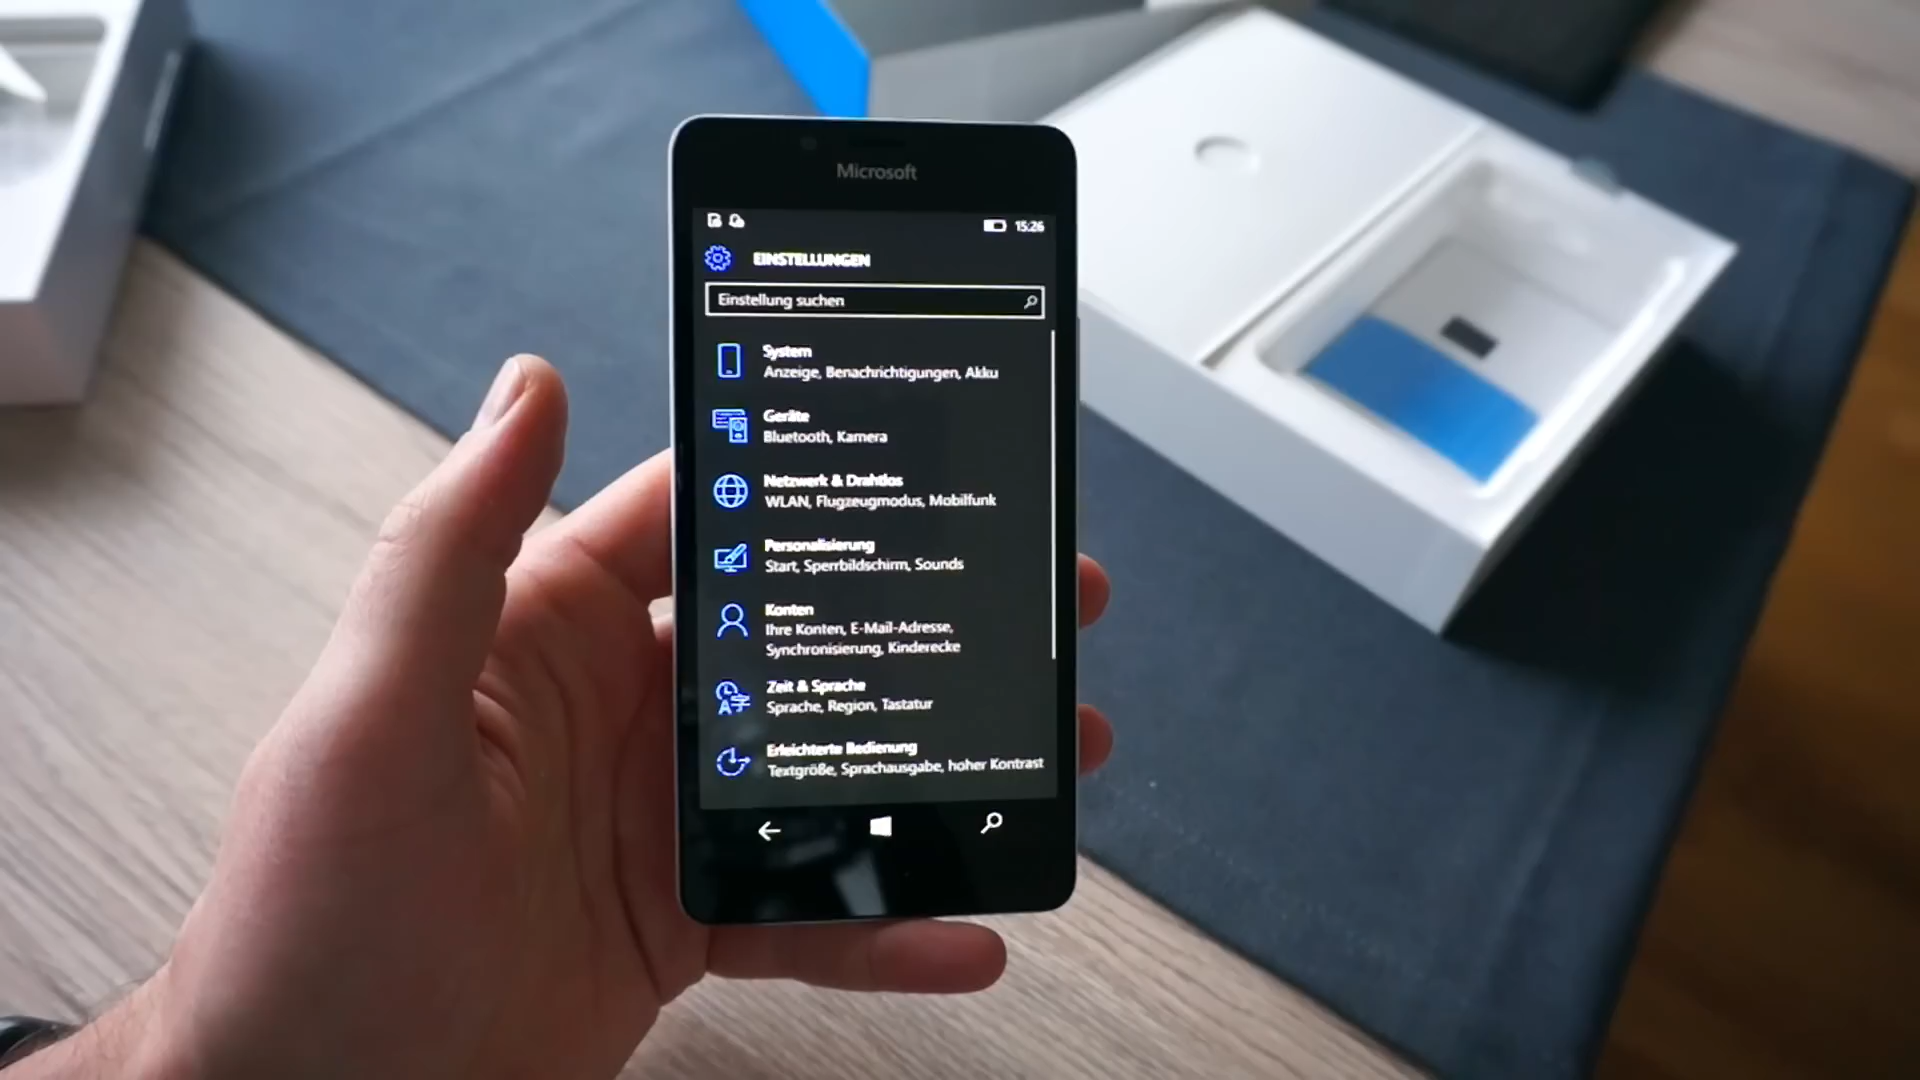 Microsoft
15:26
EINSTELLUNGEN
Einstellung suchen
System
Anzeige, Benachrichtigungen, Akku
Geräte
Bluetooth, Kamera
Netzwerk & Drahtlos
WLAN, Flugzeugmodus, Mobilfunk
Personalisierung
Start, Sperrbildschirm, Sounds
Konten
Ihre Konten, E-Mail-Adresse,
Synchronisierung, Kinderecke
Zeit & Sprache
Sprache, Region, Tastatur
Erleichterte Bedienung
Textgröße, Sprachausgabe, hoher Kontrast